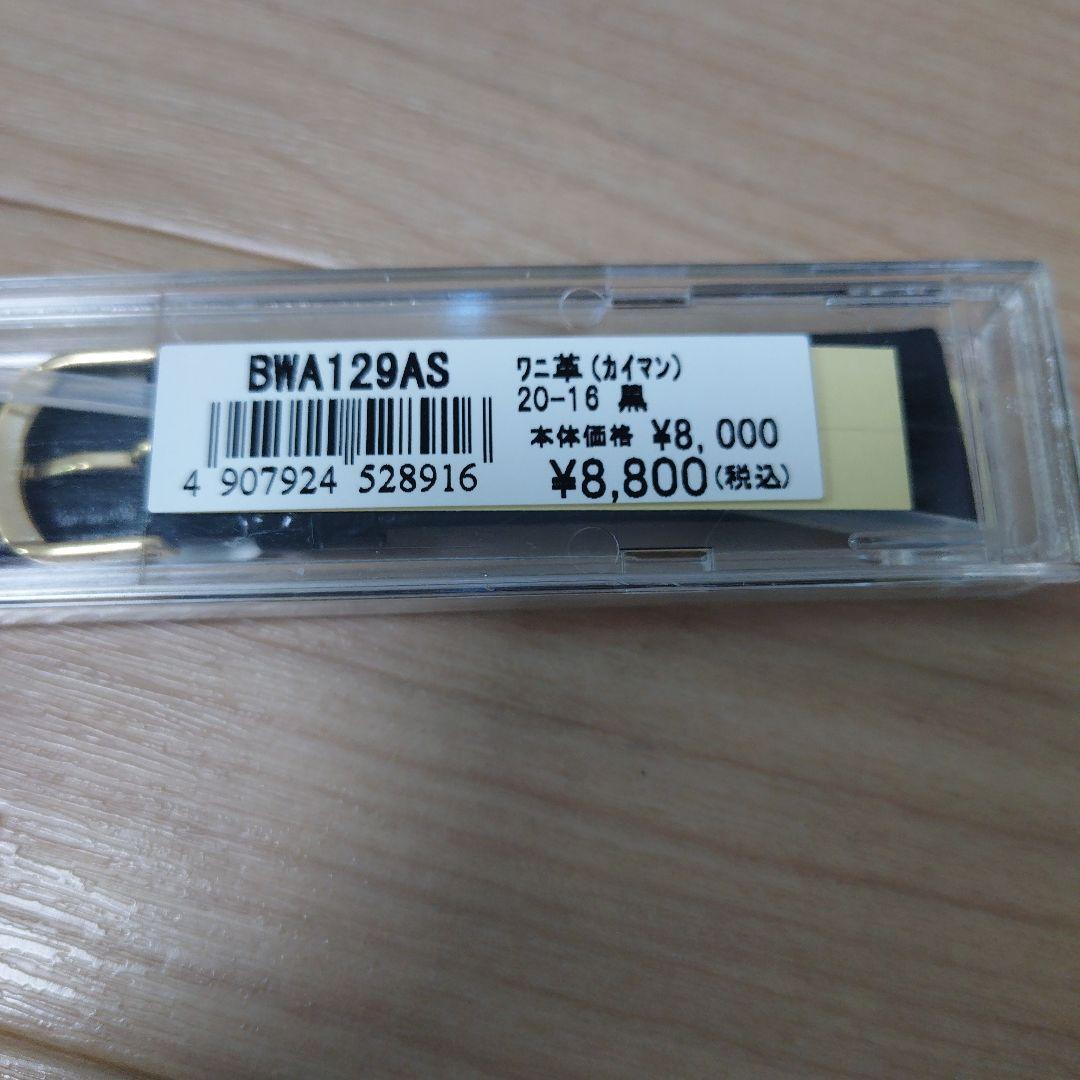 BWA129AS
4 907924 528916
ワニ革(カイマン)
20-16 黒
本体価格 ¥8,000
¥8,800(税込)